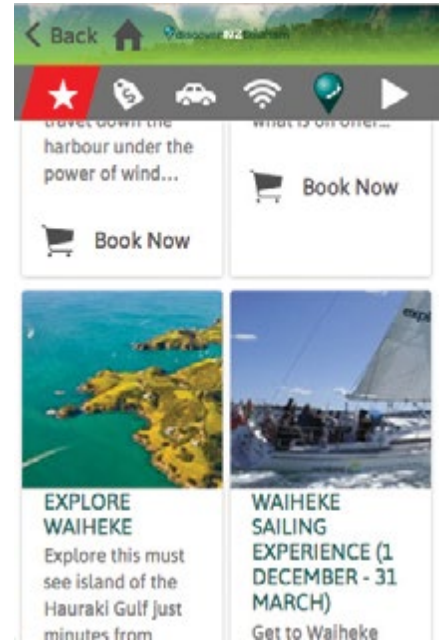 Back
discoverNZtourism
$
travel down the
harbour under the
power of wind...
Book Now
what is on offer...
Book Now
expl
EXPLORE
WAIHEKE
Explore this must
see island of the
Hauraki Gulf just
minutes from
WAIHEKE
SAILING
EXPERIENCE (1
DECEMBER - 31
MARCH)
Get to Waiheke